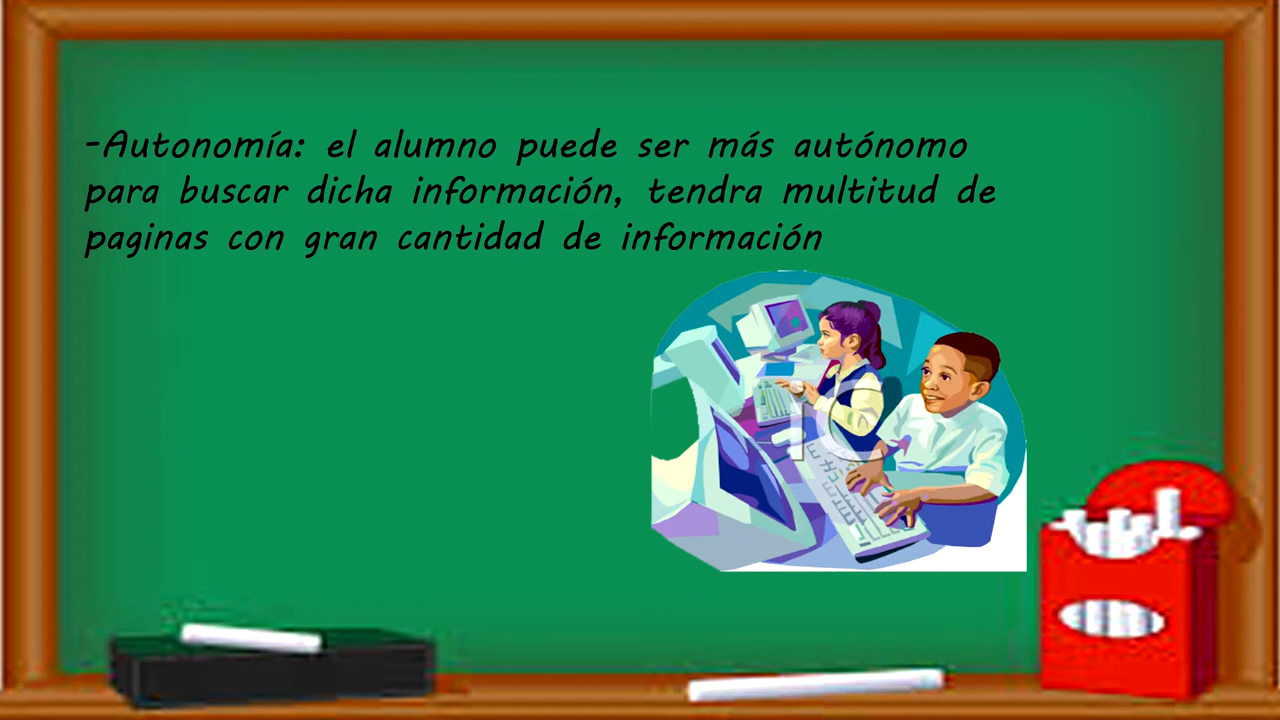 -Autonomía: el alumno puede ser más autónomo
para buscar dicha información, tendra multitud de
paginas con gran cantidad de información
TC